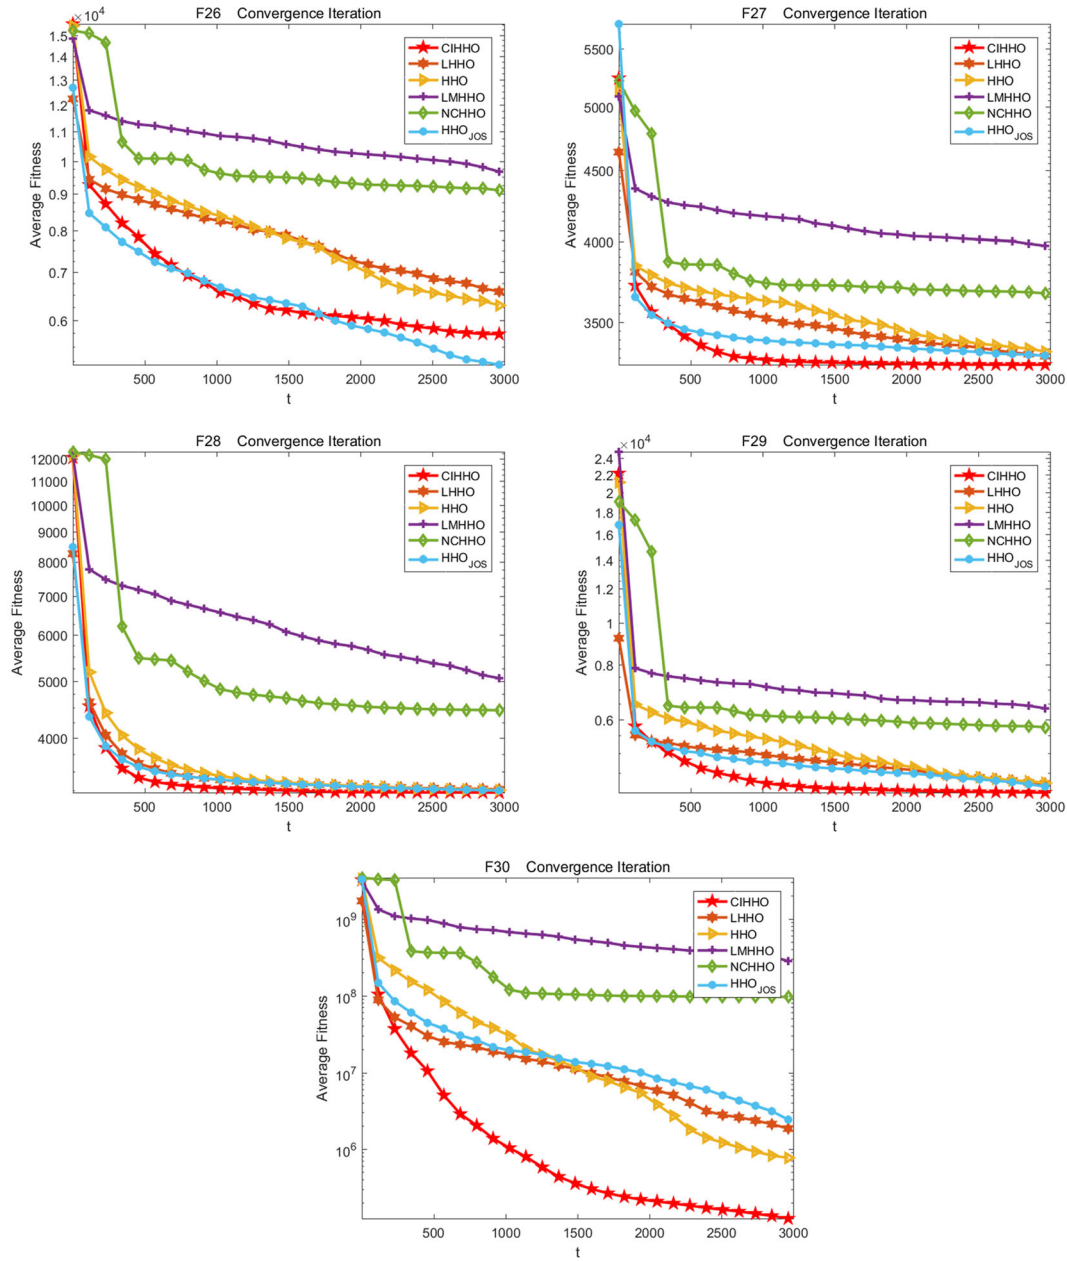 F26 Convergence Iteration
×10⁴
1.5
1.4
1.3
1.2
1.1
1
0.9
0.8
0.7
0.6
Average Fitness
CIHHO
LHHO
HHO
LMHHO
NCHHO
HHO_JOS
500 1000 1500 2000 2500 3000
t
F27 Convergence Iteration
5500
5000
4500
4000
3500
Average Fitness
CIHHO
LHHO
HHO
LMHHO
NCHHO
HHO_JOS
500 1000 1500 2000 2500 3000
t
F28 Convergence Iteration
12000
11000
10000
9000
8000
7000
6000
5000
4000
Average Fitness
CIHHO
LHHO
HHO
LMHHO
NCHHO
HHO_JOS
500 1000 1500 2000 2500 3000
t
F29 Convergence Iteration
×10⁴
2.4
2.2
2
1.8
1.6
1.4
1.2
1
0.8
0.6
Average Fitness
CIHHO
LHHO
HHO
LMHHO
NCHHO
HHO_JOS
500 1000 1500 2000 2500 3000
t
F30 Convergence Iteration
10⁹
10⁸
10⁷
10⁶
Average Fitness
CIHHO
LHHO
HHO
LMHHO
NCHHO
HHO_JOS
500 1000 1500 2000 2500 3000
t